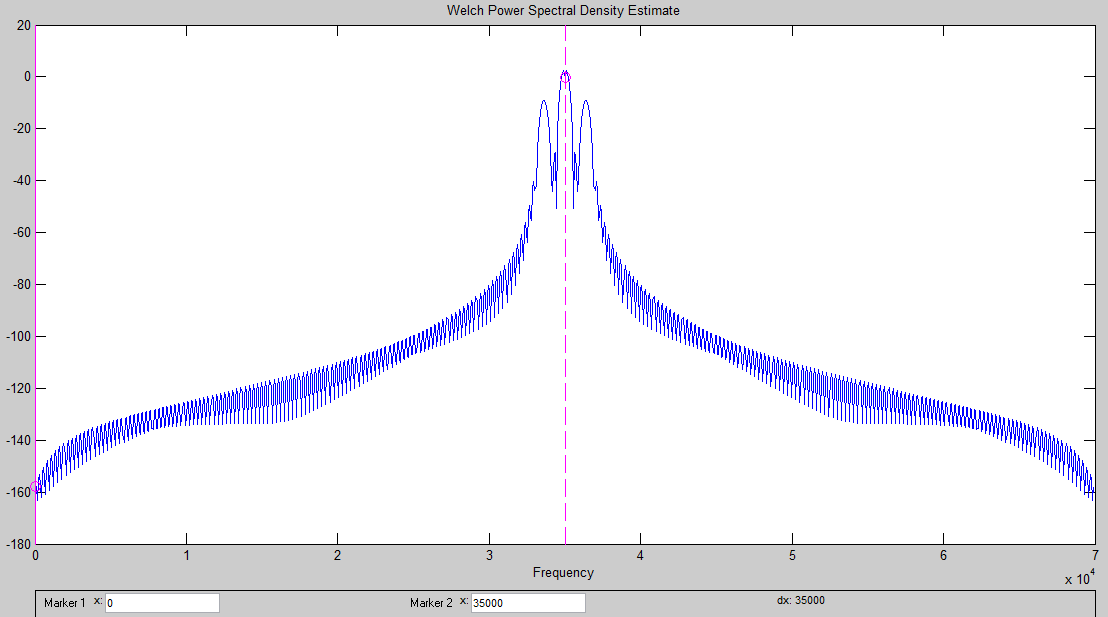 Welch Power Spectral Density Estimate
20
0
-20
-40
-60
-80
-100
-120
-140
-160
-180
0 1 2 3 4 5 6 7
Frequency
x 10^4
Marker 1 x: 0 Marker 2 x: 35000 dx: 35000